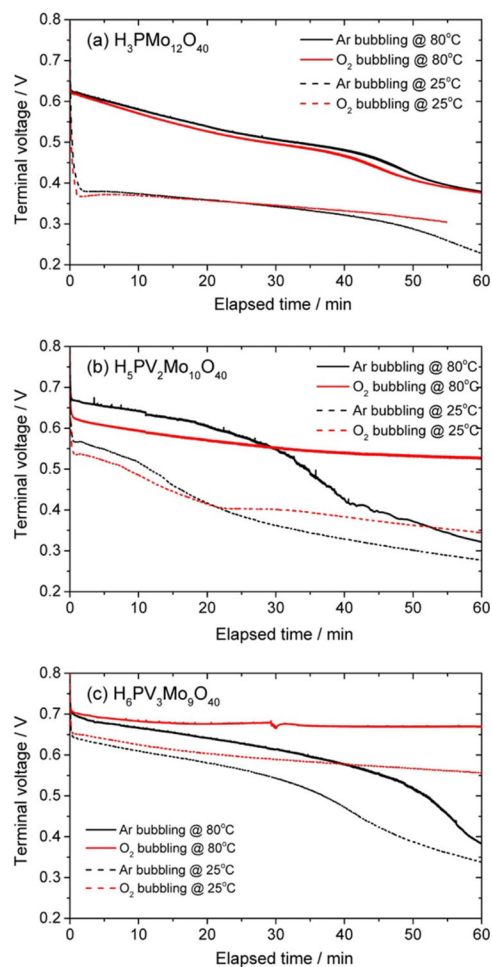 (a) H₃PMo₁₂O₄₀
Ar bubbling @ 80°C
O₂ bubbling @ 80°C
Ar bubbling @ 25°C
O₂ bubbling @ 25°C
Terminal voltage / V
0.8
0.7
0.6
0.5
0.4
0.3
0.2
0 10 20 30 40 50 60
Elapsed time / min
(b) H₅PV₂Mo₁₀O₄₀
Ar bubbling @ 80°C
O₂ bubbling @ 80°C
Ar bubbling @ 25°C
O₂ bubbling @ 25°C
Terminal voltage / V
0.8
0.7
0.6
0.5
0.4
0.3
0.2
0 10 20 30 40 50 60
Elapsed time / min
(c) H₆PV₃Mo₉O₄₀
Terminal voltage / V
0.8
0.7
0.6
0.5
0.4
0.3
0.2
Ar bubbling @ 80°C
O₂ bubbling @ 80°C
Ar bubbling @ 25°C
O₂ bubbling @ 25°C
0 10 20 30 40 50 60
Elapsed time / min